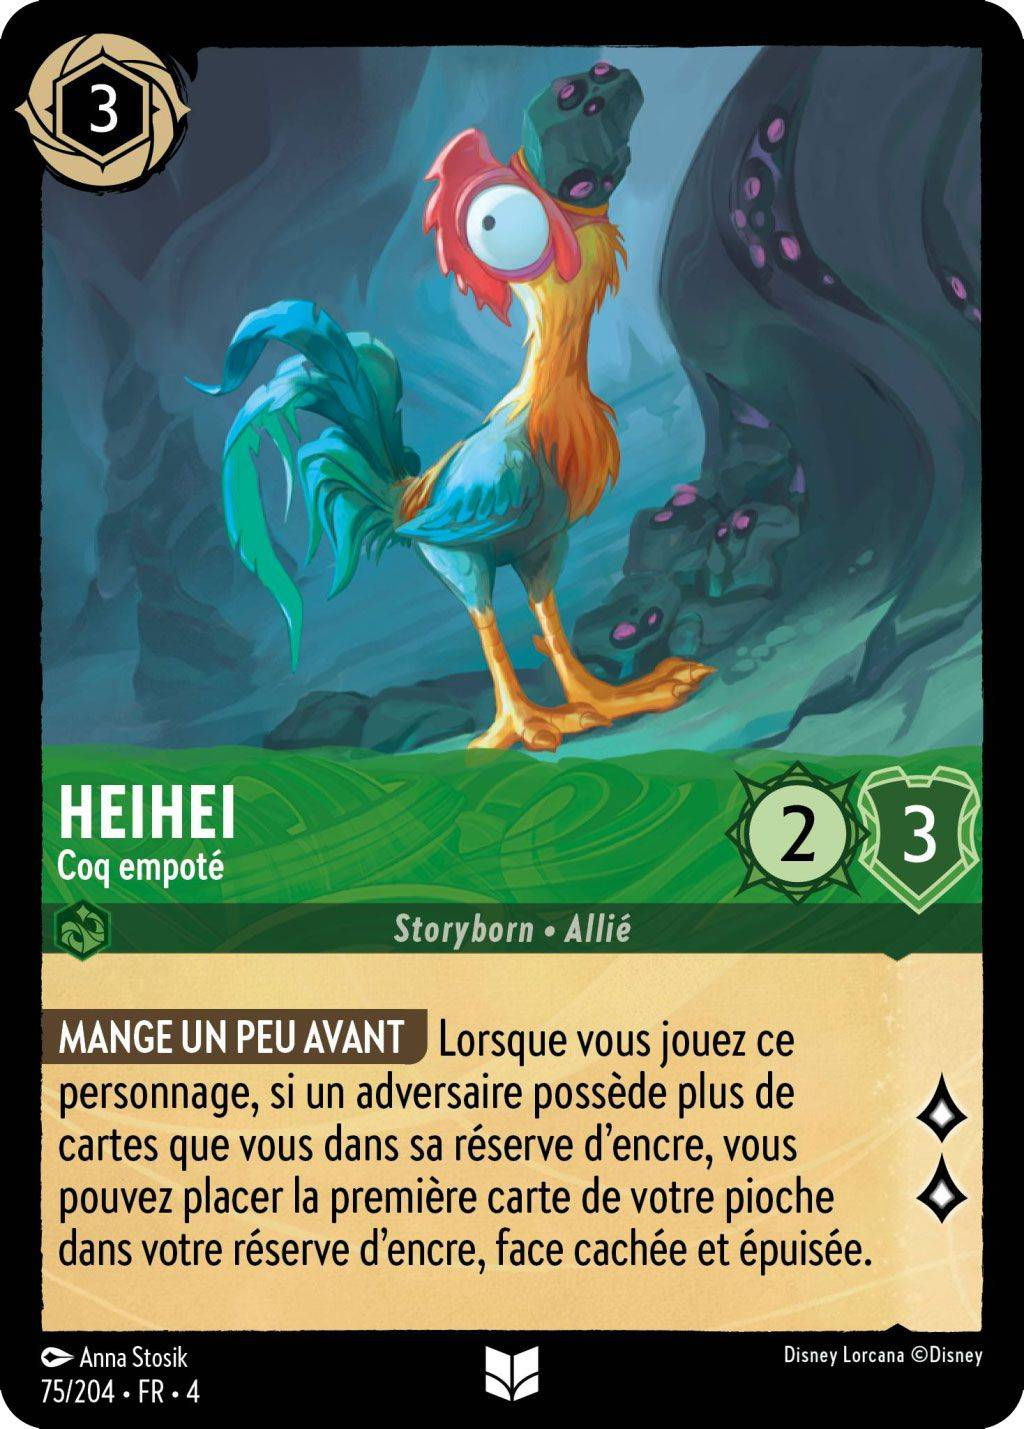 3
HEIHEI
Coq empoté
2
3
Storyborn • Allié
MANGE UN PEU AVANT Lorsque vous jouez ce
personnage, si un adversaire possède plus de
cartes que vous dans sa réserve d'encre, vous
pouvez placer la première carte de votre pioche
dans votre réserve d'encre, face cachée et épuisée.
Anna Stosik
Disney Lorcana ©Disney
75/204 • FR • 4